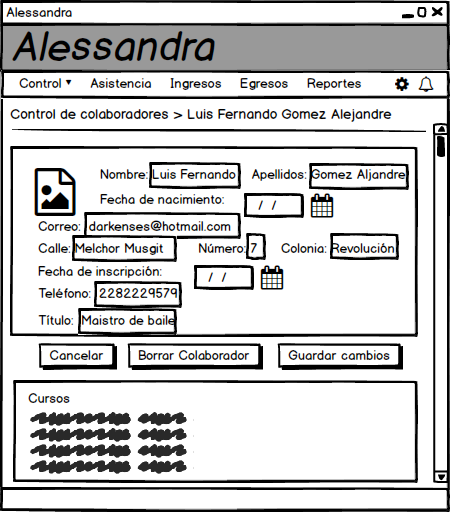 Alessandra
Alessandra
Control Asistencia Ingresos Egresos Reportes
Control de colaboradores > Luis Fernando Gomez Alejandre
Nombre: Luis Fernando Apellidos: Gomez Aljandre
Fecha de nacimiento: / /
Correo: darkenses@hotmail.com
Calle: Melchor Musgit Número: 7 Colonia: Revolución
Fecha de inscripción: / /
Teléfono: 2282229579
Título: Maistro de baile
Cancelar Borrar Colaborador Guardar cambios
Cursos